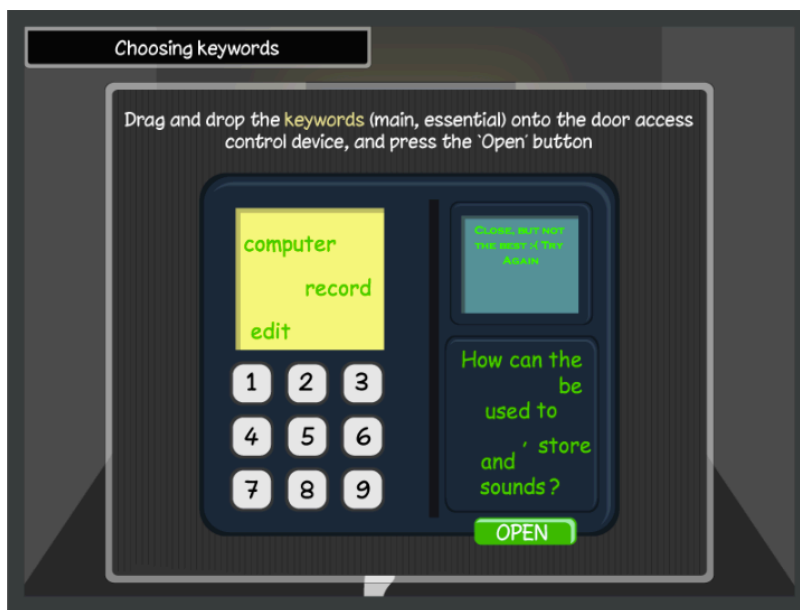 Choosing keywords
Drag and drop the keywords (main, essential) onto the door access
control device, and press the `Open´ button
computer
record
edit
1 2 3
4 5 6
7 8 9
Close, but not
the best :( Try
Again
How can the
be
used to
, store
and
sounds?
OPEN